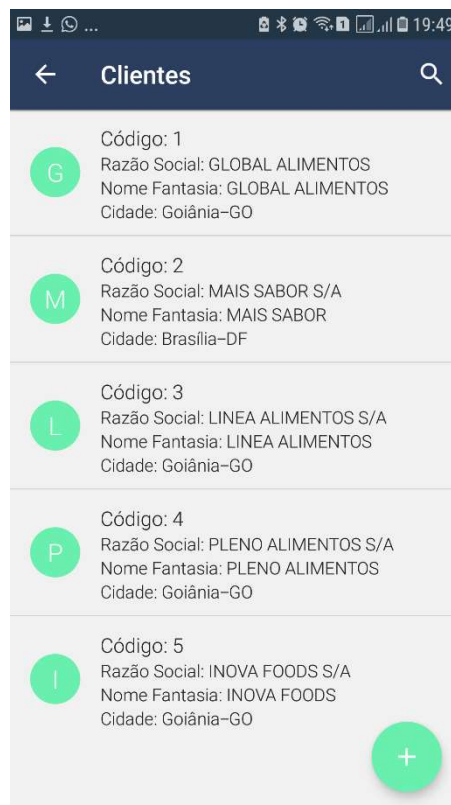 ... 1 19:49
Clientes
Código: 1
G
Razão Social: GLOBAL ALIMENTOS
Nome Fantasia: GLOBAL ALIMENTOS
Cidade: Goiânia-GO
Código: 2
M
Razão Social: MAIS SABOR S/A
Nome Fantasia: MAIS SABOR
Cidade: Brasília-DF
Código: 3
L
Razão Social: LINEA ALIMENTOS S/A
Nome Fantasia: LINEA ALIMENTOS
Cidade: Goiânia-GO
Código: 4
P
Razão Social: PLENO ALIMENTOS S/A
Nome Fantasia: PLENO ALIMENTOS
Cidade: Goiânia-GO
Código: 5
I
Razão Social: INOVA FOODS S/A
Nome Fantasia: INOVA FOODS
Cidade: Goiânia-GO
+